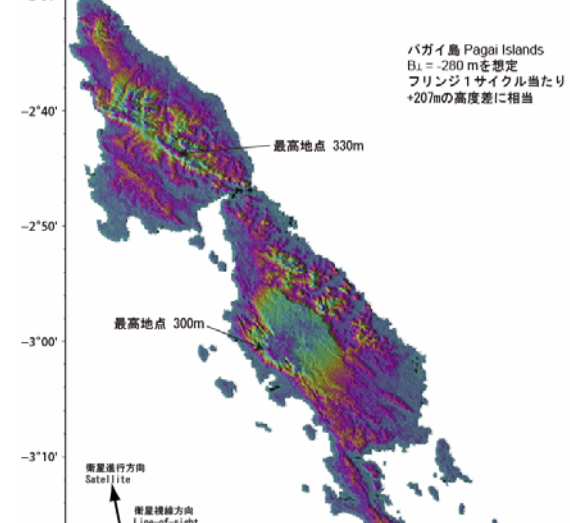 パガイ島 Pagai Islands
B⊥ = -280 mを想定
フリンジ１サイクル当たり
+207mの高度差に相当
-2°40'
最高地点 330m
-2°50'
最高地点 300m
-3°00'
-3°10'
衛星進行方向
Satellite
衛星視線方向
Line-of-sight